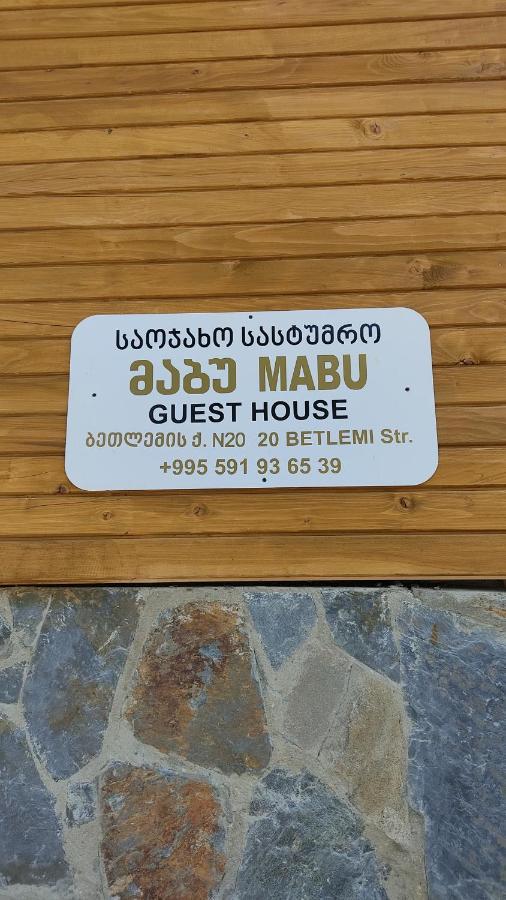 საოჯახო სასტუმრო
მაბუ MABU
GUEST HOUSE
ბეთლემის ქ. N20 20 BETLEMI Str.
+995 591 93 65 39